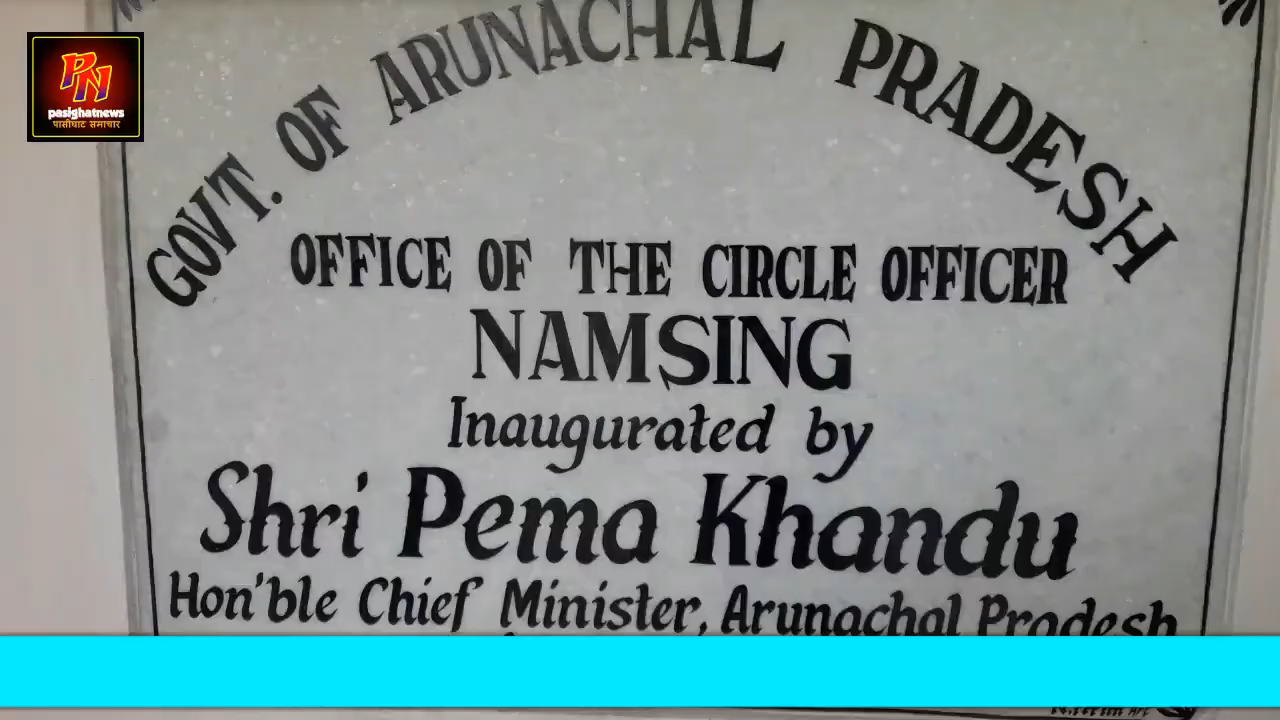 PN
pasighatnews
पासीघाट समाचार
GOVT. OF ARUNACHAL PRADESH
OFFICE OF THE CIRCLE OFFICER
NAMSING
Inaugurated by
Shri Pema Khandu
Hon'ble Chief Minister, Arunachal Pradesh